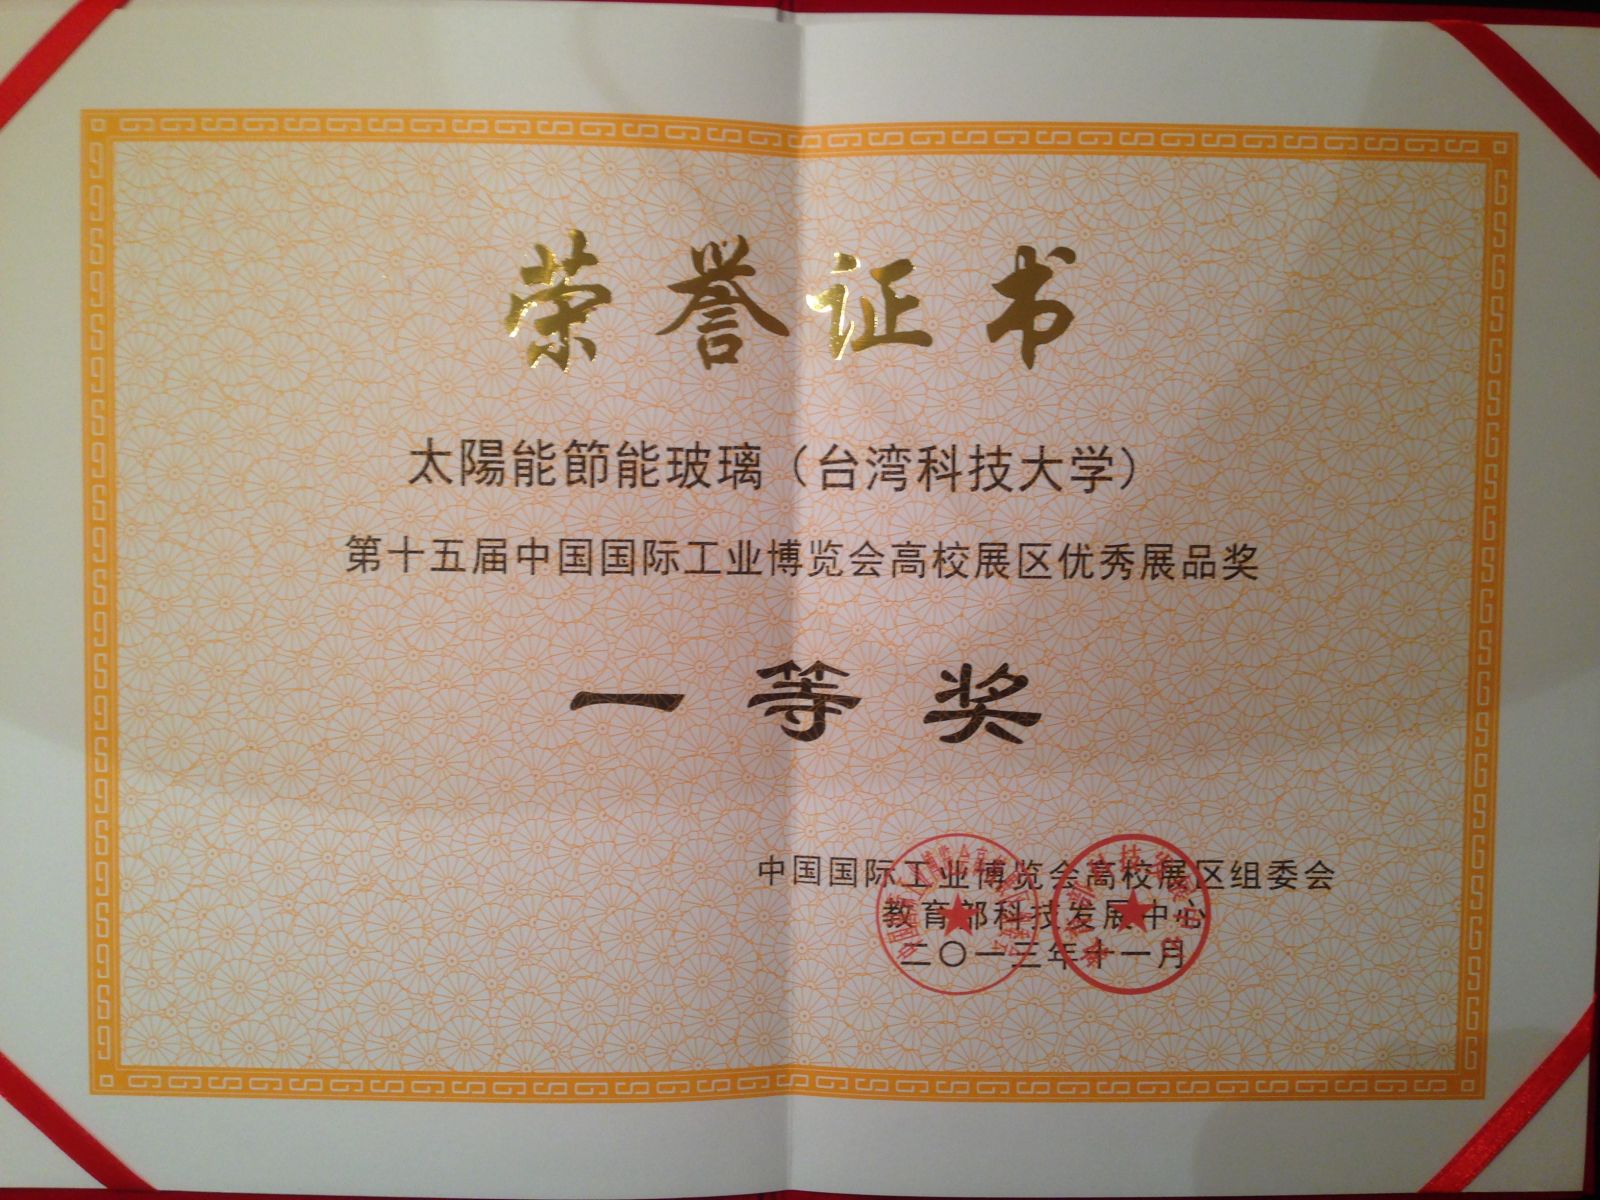 荣誉证书
太陽能節能玻璃（台湾科技大学）
第十五届中国国际工业博览会高校展区优秀展品奖
一等奖
中国国际工业博览会高校展区组委会
教育部科技发展中心
二〇一三年十一月